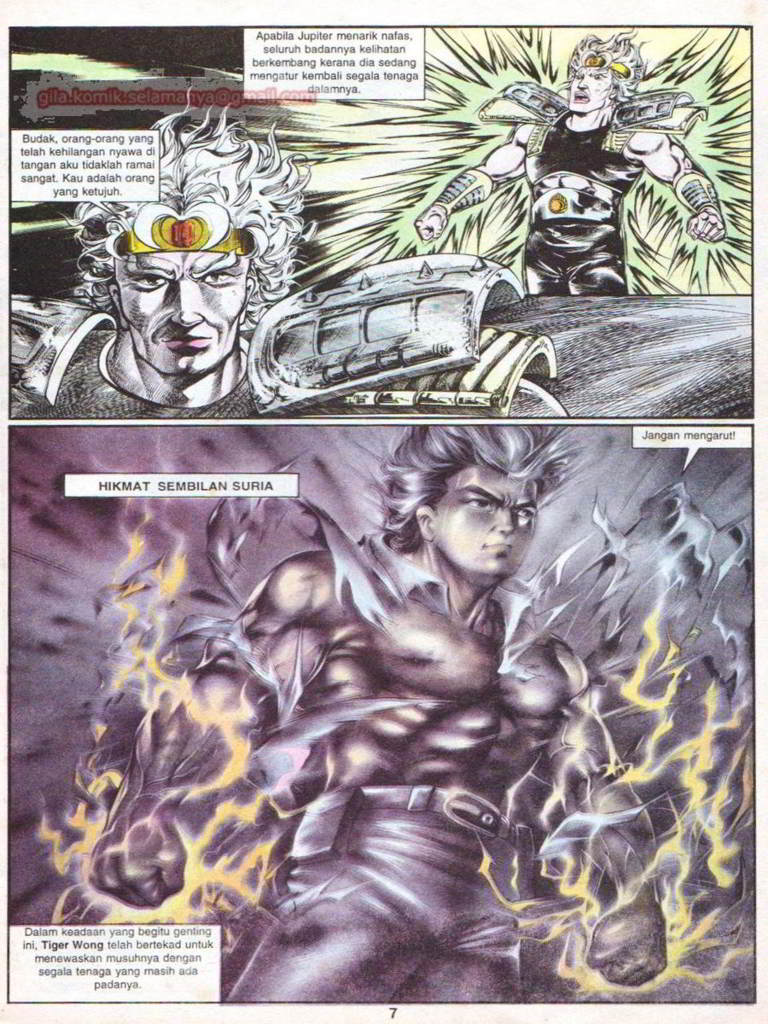 Apabila Jupiter menarik nafas,
seluruh badannya kelihatan
berkembang kerana dia sedang
mengatur kembali segala tenaga
dalamnya.
gila.komik.selamanya@gmail.com
Budak, orang-orang yang
telah kehilangan nyawa di
tangan aku tidaklah ramai
sangat. Kau adalah orang
yang ketujuh.
14
Jangan mengarut!
HIKMAT SEMBILAN SURIA
Dalam keadaan yang begitu genting
ini, Tiger Wong telah bertekad untuk
menewaskan musuhnya dengan
segala tenaga yang masih ada
padanya.
7